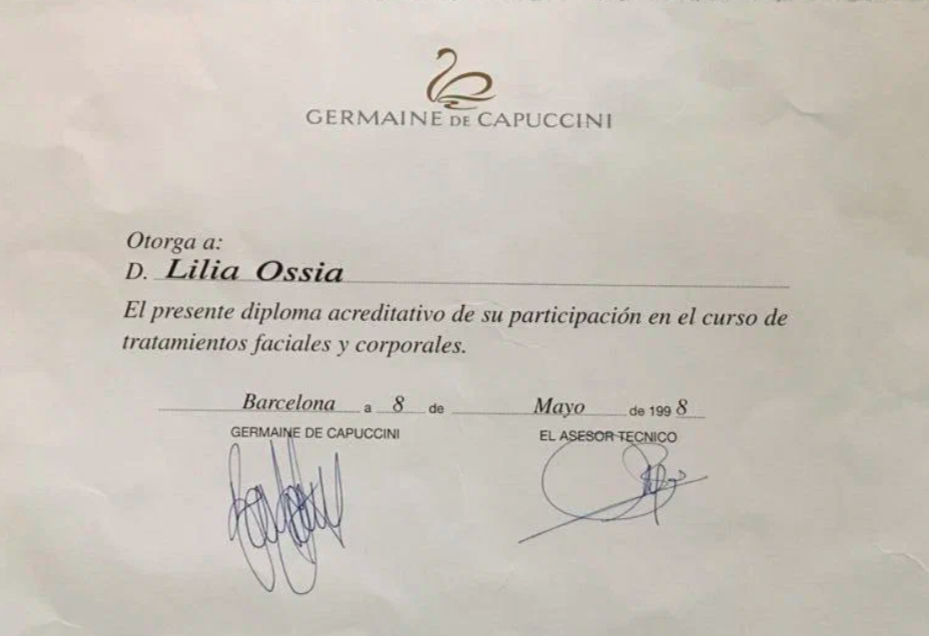 GERMAINE DE CAPUCCINI
Otorga a:
D. Lilia Ossia
El presente diploma acreditativo de su participación en el curso de
tratamientos faciales y corporales.
Barcelona a 8 de Mayo de 1998
GERMAINE DE CAPUCCINI EL ASESOR TECNICO